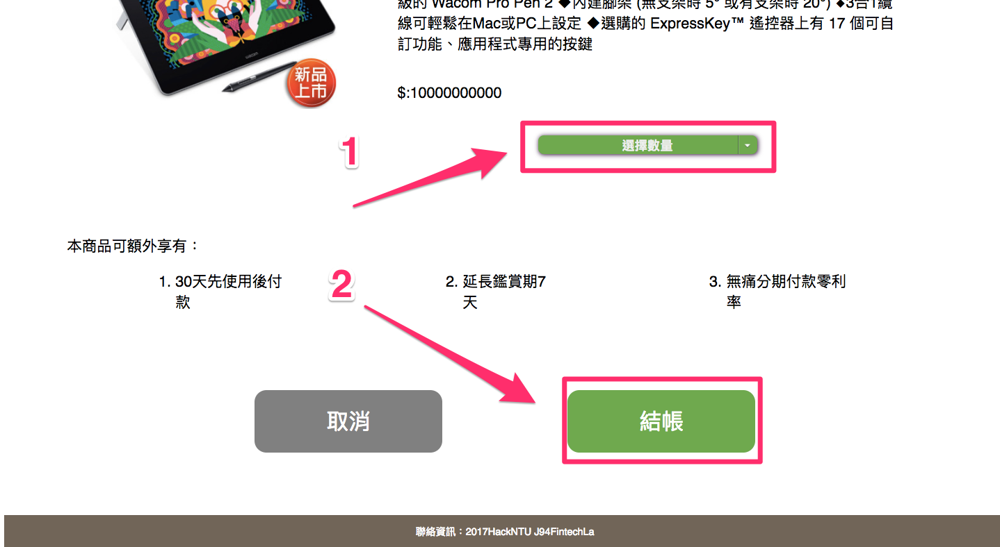 級的 Wacom Pro Pen 2 ◆內建腳架 (無支架時 5° 或有支架時 20°) ◆3合1纜
線可輕鬆在Mac或PC上設定 ◆選購的 ExpressKey™ 遙控器上有 17 個可自
訂功能、應用程式專用的按鍵
wacom
新品
上市
$:10000000000
1
選擇數量
本商品可額外享有：
2
1. 30天先使用後付
款
2. 延長鑑賞期7
天
3. 無痛分期付款零利
率
取消
結帳
聯絡資訊：2017HackNTU J94FintechLa